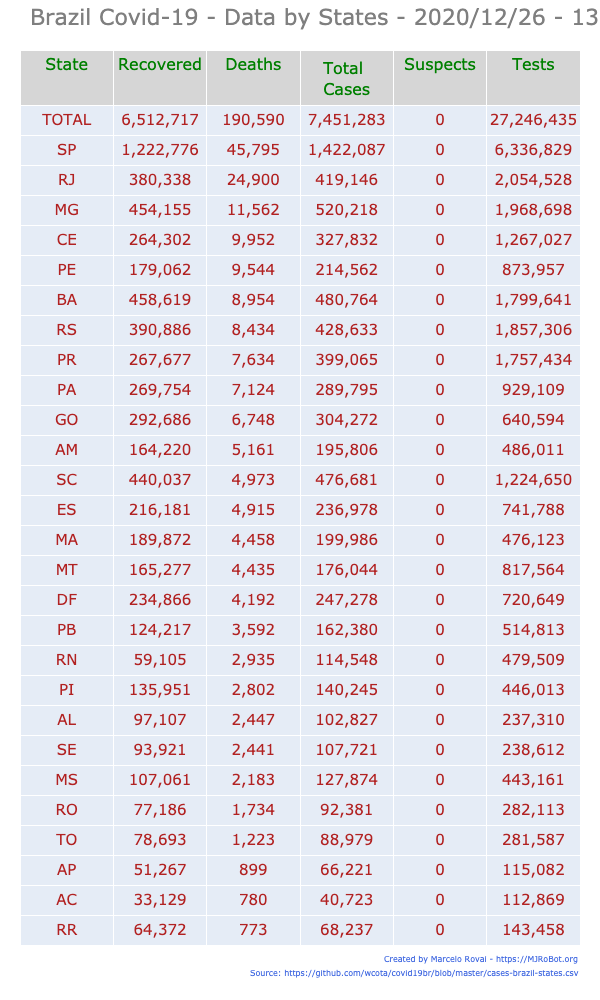 Brazil Covid-19 - Data by States - 2020/12/26 - 13
State Recovered Deaths Total Cases Suspects Tests
TOTAL 6,512,717 190,590 7,451,283 0 27,246,435
SP 1,222,776 45,795 1,422,087 0 6,336,829
RJ 380,338 24,900 419,146 0 2,054,528
MG 454,155 11,562 520,218 0 1,968,698
CE 264,302 9,952 327,832 0 1,267,027
PE 179,062 9,544 214,562 0 873,957
BA 458,619 8,954 480,764 0 1,799,641
RS 390,886 8,434 428,633 0 1,857,306
PR 267,677 7,634 399,065 0 1,757,434
PA 269,754 7,124 289,795 0 929,109
GO 292,686 6,748 304,272 0 640,594
AM 164,220 5,161 195,806 0 486,011
SC 440,037 4,973 476,681 0 1,224,650
ES 216,181 4,915 236,978 0 741,788
MA 189,872 4,458 199,986 0 476,123
MT 165,277 4,435 176,044 0 817,564
DF 234,866 4,192 247,278 0 720,649
PB 124,217 3,592 162,380 0 514,813
RN 59,105 2,935 114,548 0 479,509
PI 135,951 2,802 140,245 0 446,013
AL 97,107 2,447 102,827 0 237,310
SE 93,921 2,441 107,721 0 238,612
MS 107,061 2,183 127,874 0 443,161
RO 77,186 1,734 92,381 0 282,113
TO 78,693 1,223 88,979 0 281,587
AP 51,267 899 66,221 0 115,082
AC 33,129 780 40,723 0 112,869
RR 64,372 773 68,237 0 143,458
Created by Marcelo Rovai - https://MJRoBot.org
Source: https://github.com/wcota/covid19br/blob/master/cases-brazil-states.csv